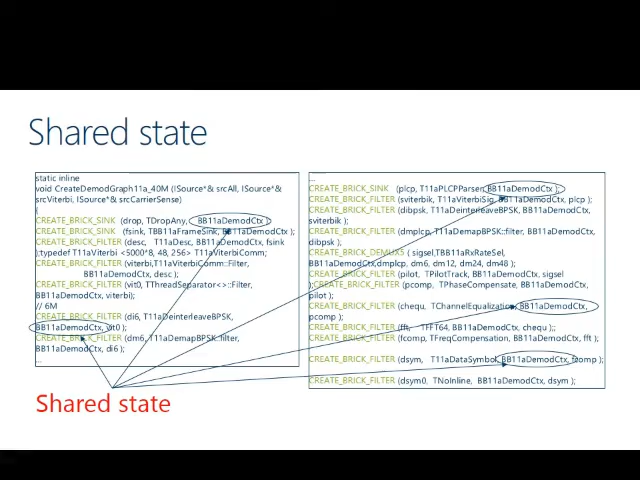 Shared state
static inline
void CreateDemodGraph11a_40M (ISource*& srcAll, ISource*&
srcViterbi, ISource*& srcCarrierSense)
{
CREATE_BRICK_SINK (drop, TDropAny, BB11aDemodCtx );
CREATE_BRICK_SINK (fsink, TBB11aFrameSink, BB11aDemodCtx );
CREATE_BRICK_FILTER (desc, T11aDesc, BB11aDemodCtx, fsink
);typedef T11aViterbi <5000*8, 48, 256> T11aViterbiComm;
CREATE_BRICK_FILTER (viterbi,T11aViterbiComm::Filter,
BB11aDemodCtx, desc );
CREATE_BRICK_FILTER (vit0, TThreadSeparator<>::Filter,
BB11aDemodCtx, viterbi);
// 6M
CREATE_BRICK_FILTER (di6, T11aDeinterleaveBPSK,
BB11aDemodCtx, vit0 );
CREATE_BRICK_FILTER (dm6, T11aDemapBPSK::filter,
BB11aDemodCtx, di6 );
...
...
CREATE_BRICK_SINK (plcp, T11aPLCPParser, BB11aDemodCtx );
CREATE_BRICK_FILTER (sviterbik, T11aViterbiSig, BB11aDemodCtx, plcp );
CREATE_BRICK_FILTER (dibpsk, T11aDeinterleaveBPSK, BB11aDemodCtx,
sviterbik );
CREATE_BRICK_FILTER (dmplcp, T11aDemapBPSK::filter, BB11aDemodCtx,
dibpsk );
CREATE_BRICK_DEMUX5 ( sigsel,TBB11aRxRateSel,
BB11aDemodCtx,dmplcp, dm6, dm12, dm24, dm48 );
CREATE_BRICK_FILTER (pilot, TPilotTrack, BB11aDemodCtx, sigsel
);CREATE_BRICK_FILTER (pcomp, TPhaseCompensate, BB11aDemodCtx,
pilot );
CREATE_BRICK_FILTER (chequ, TChannelEqualization, BB11aDemodCtx,
pcomp );
CREATE_BRICK_FILTER (fft, TFFT64, BB11aDemodCtx, chequ );;
CREATE_BRICK_FILTER (fcomp, TFreqCompensation, BB11aDemodCtx, fft );
CREATE_BRICK_FILTER (dsym, T11aDataSymbol, BB11aDemodCtx, fcomp );
CREATE_BRICK_FILTER (dsym0, TNoInline, BB11aDemodCtx, dsym );
Shared state